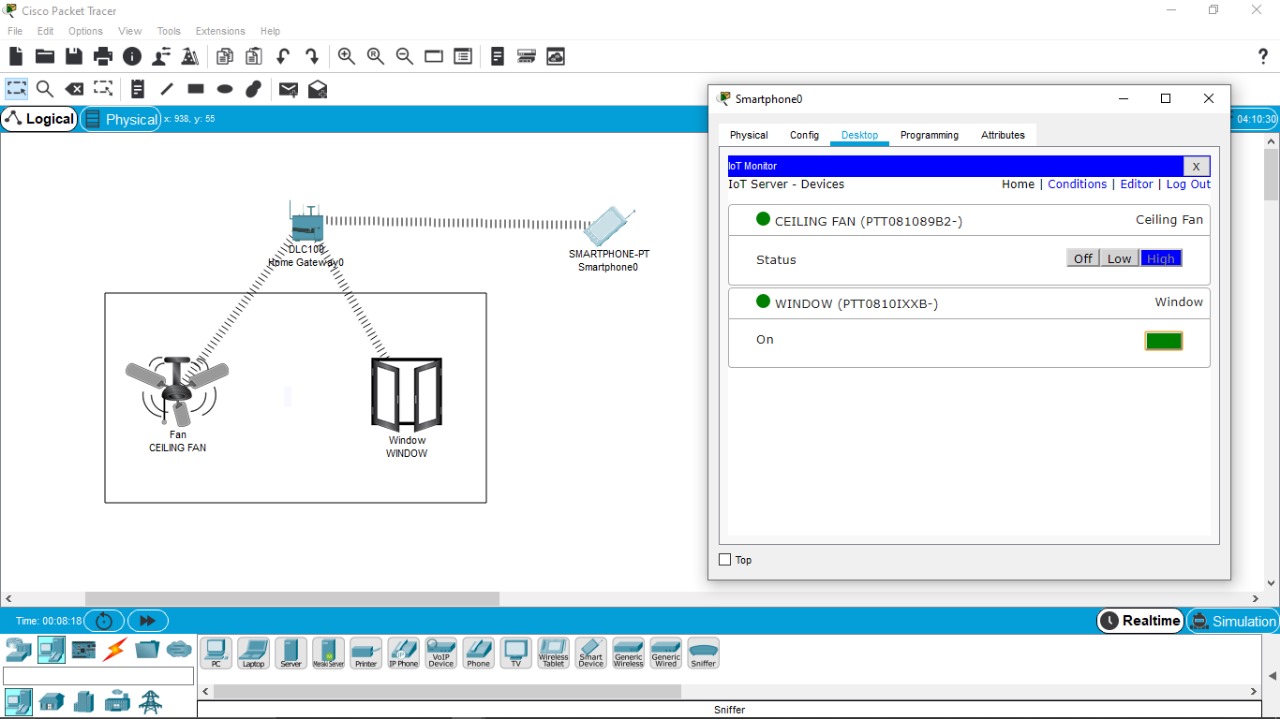 Cisco Packet Tracer
File Edit Options View Tools Extensions Help
?
Logical Physical x: 938, y: 55
04:10:30
DLC100
Home Gateway0
SMARTPHONE-PT
Smartphone0
Fan
CEILING FAN
Window
WINDOW
Smartphone0
Physical Config Desktop Programming Attributes
IoT Monitor X
IoT Server - Devices Home | Conditions | Editor | Log Out
CEILING FAN (PTT081089B2-) Ceiling Fan
Status Off Low High
WINDOW (PTT0810IXXB-) Window
On
Top
Time: 00:08:18 Realtime Simulation
PC Laptop Server Meraki Server Printer IP Phone VoIP Device Phone TV Wireless Tablet Smart Device Generic Wireless Generic Wired Sniffer
Sniffer